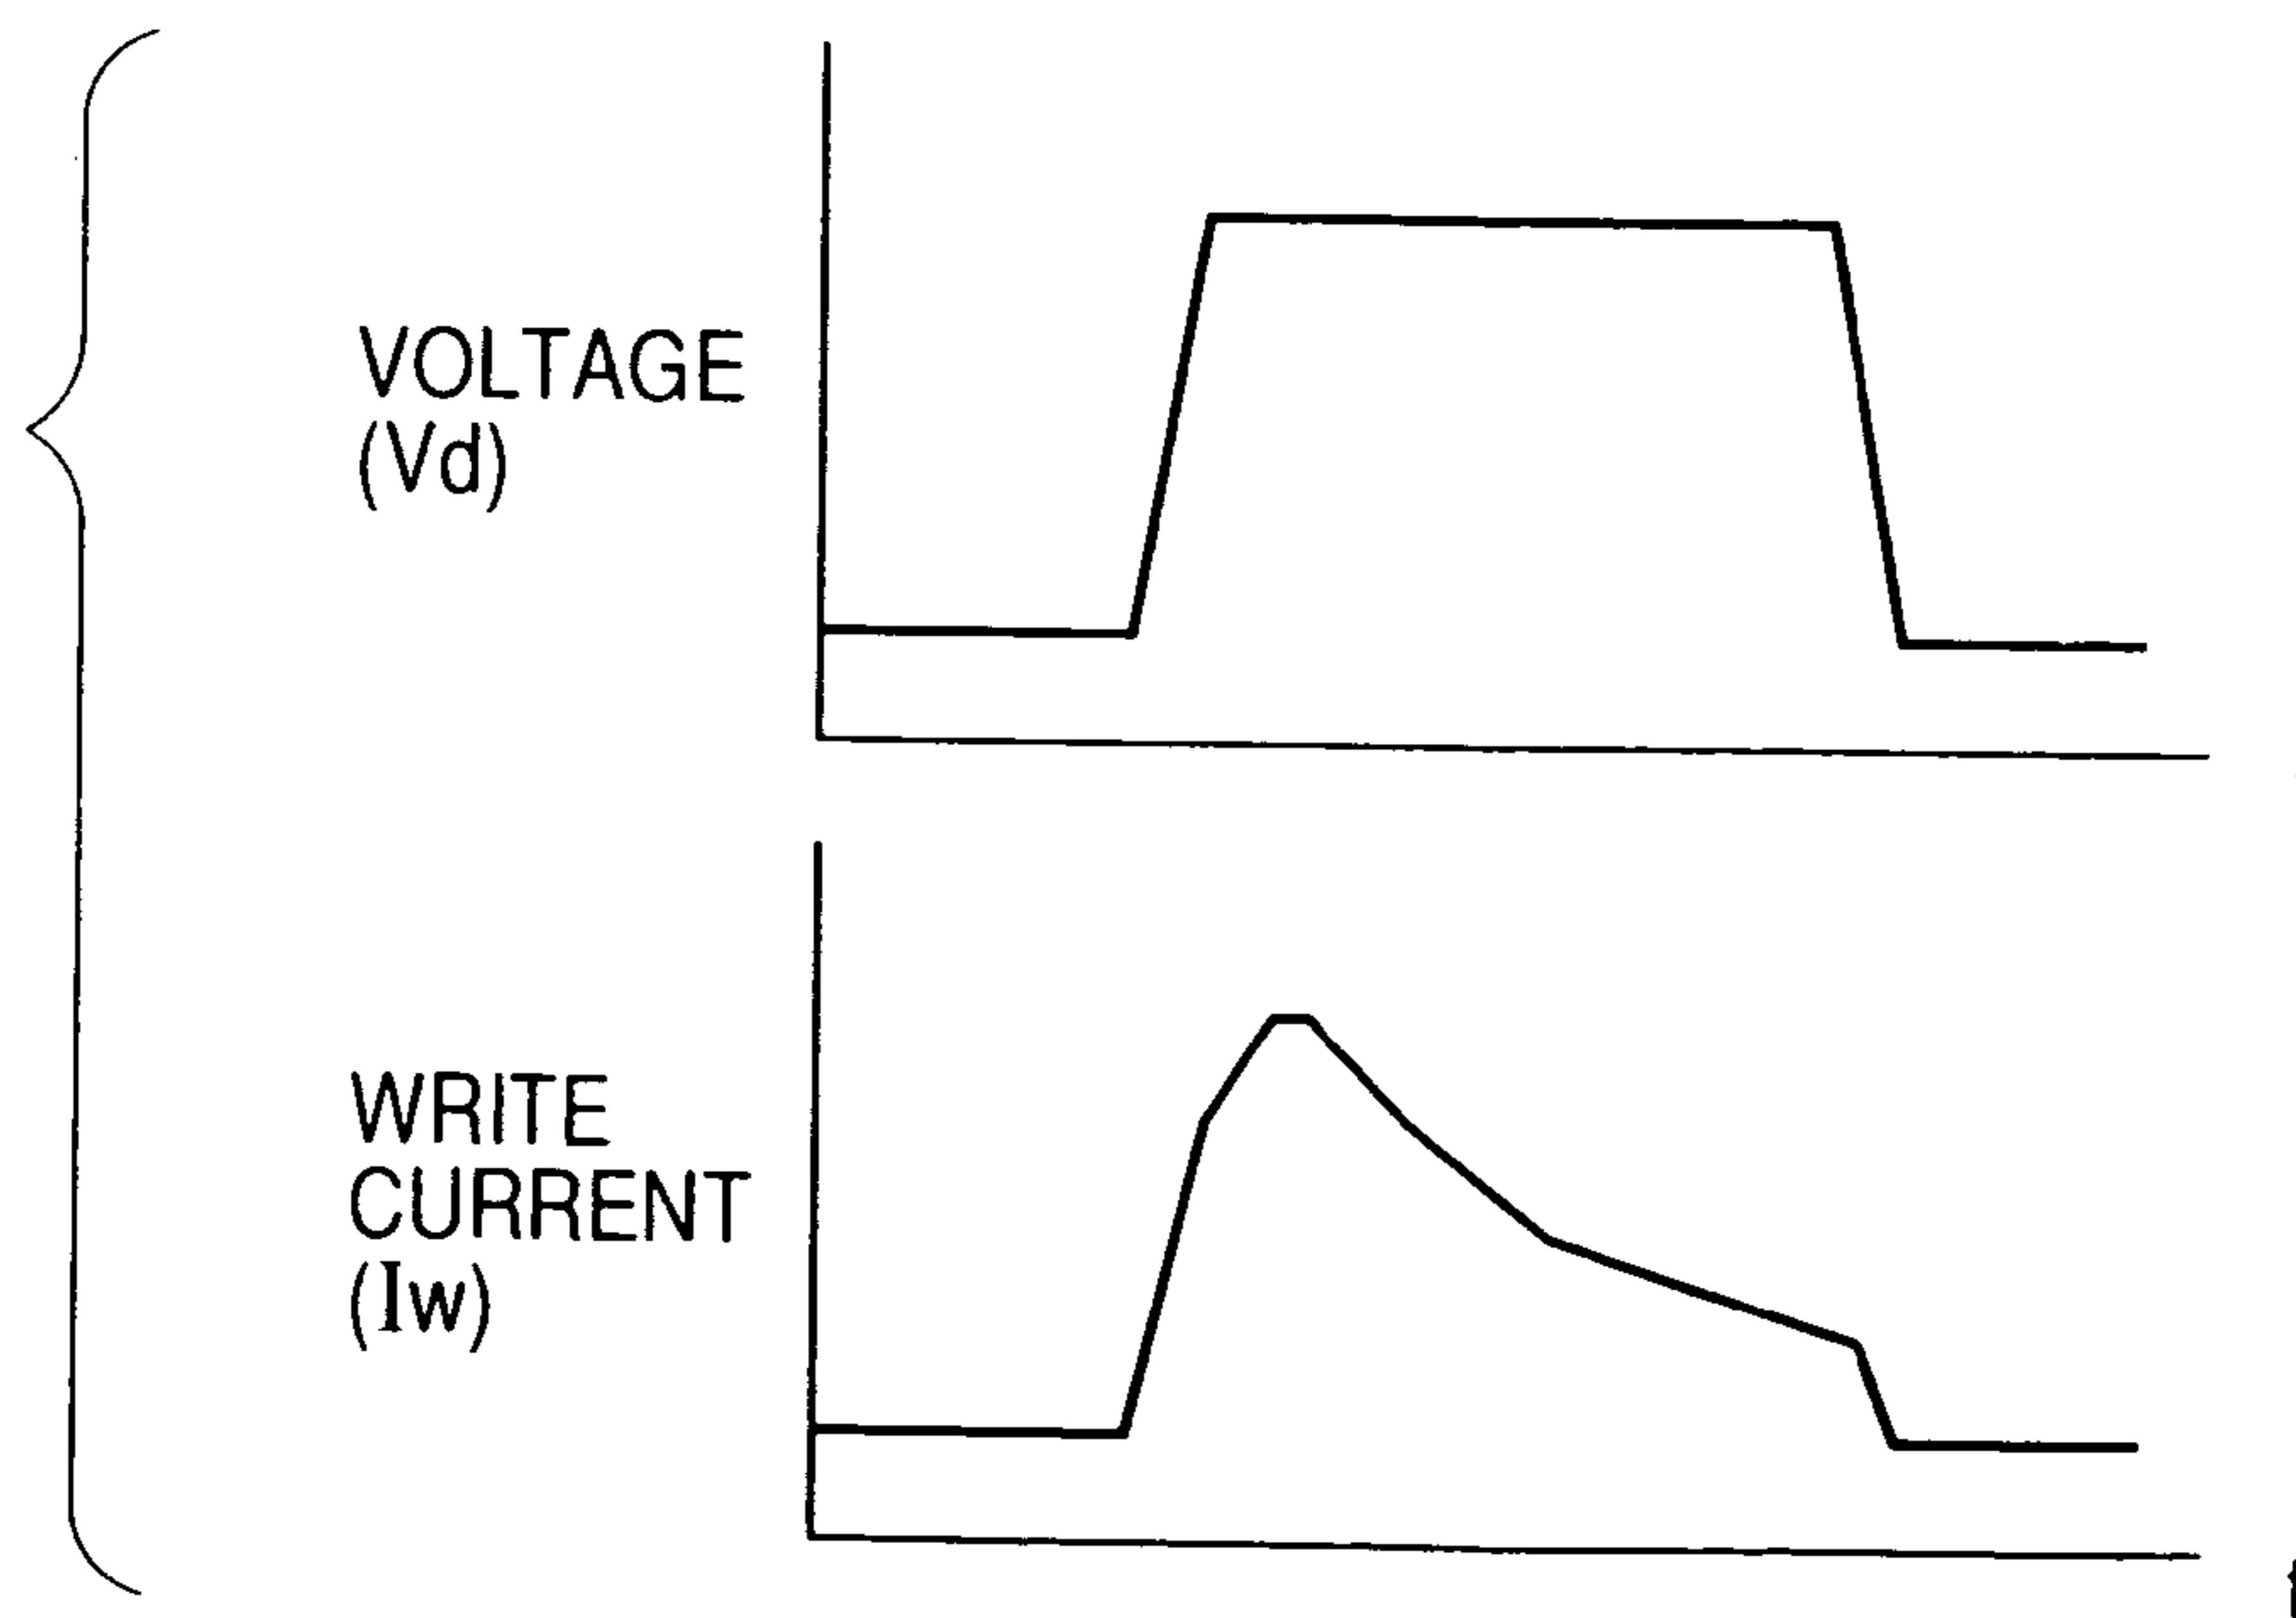 VOLTAGE
(Vd)
WRITE
CURRENT
(Iw)